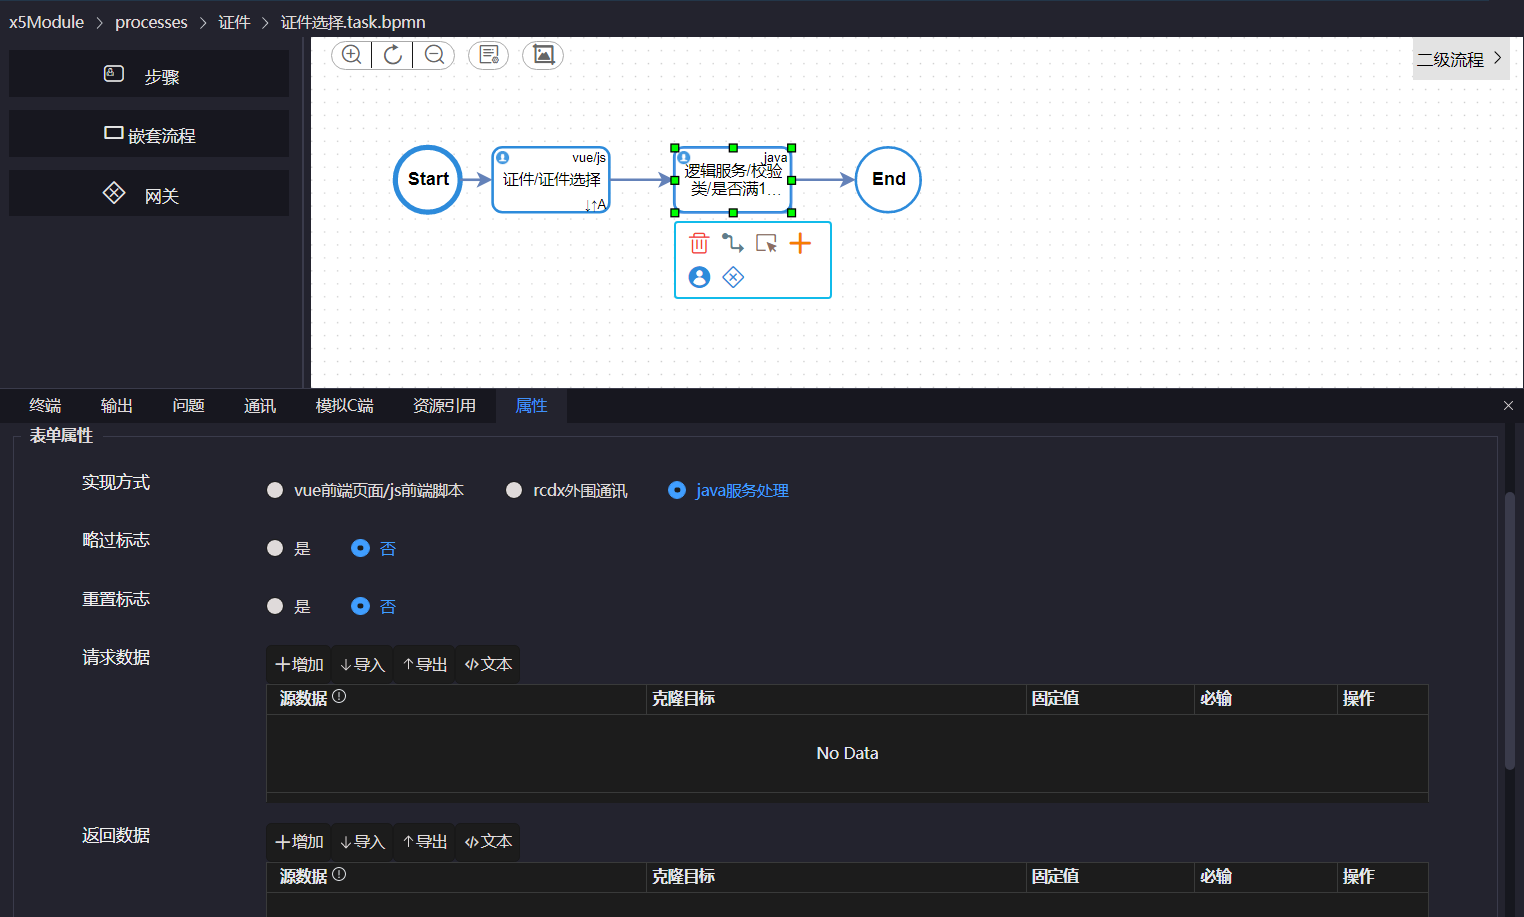 x5Module > processes > 证件 > 证件选择.task.bpmn
步骤
嵌套流程
网关
二级流程 >
Start
vue/js
证件/证件选择
↓↑A
java
逻辑服务/校验
类/是否满1...
End
终端 输出 问题 通讯 模拟C端 资源引用 属性
表单属性
实现方式 vue前端页面/js前端脚本 rcdx外围通讯 java服务处理
略过标志 是 否
重置标志 是 否
请求数据 增加 导入 导出 文本
源数据 克隆目标 固定值 必输 操作
No Data
返回数据 增加 导入 导出 文本
源数据 克隆目标 固定值 必输 操作